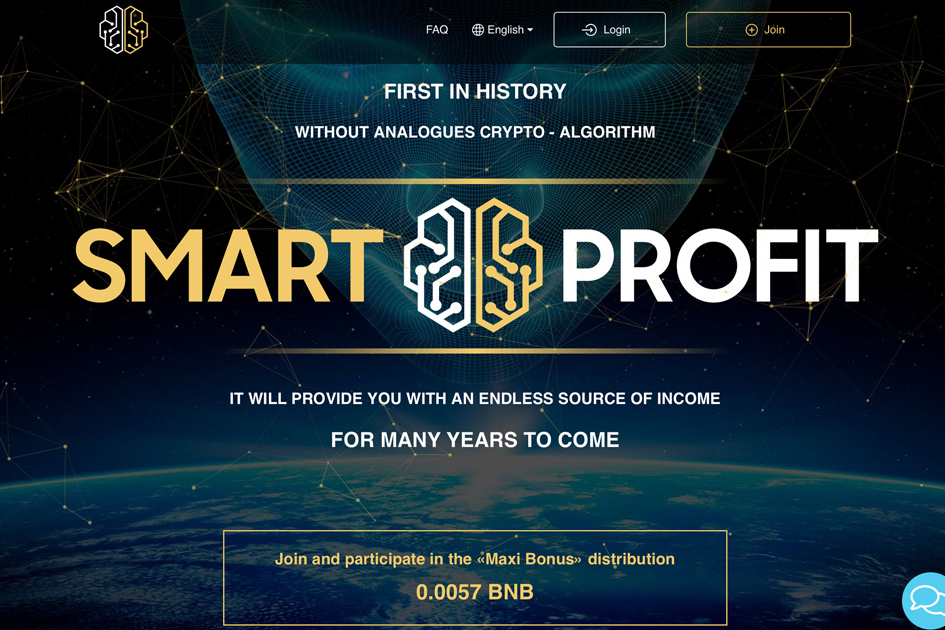 FAQ
English
Login
Join
FIRST IN HISTORY
WITHOUT ANALOGUES CRYPTO - ALGORITHM
SMART PROFIT
IT WILL PROVIDE YOU WITH AN ENDLESS SOURCE OF INCOME
FOR MANY YEARS TO COME
Join and participate in the «Maxi Bonus» distribution
0.0057 BNB